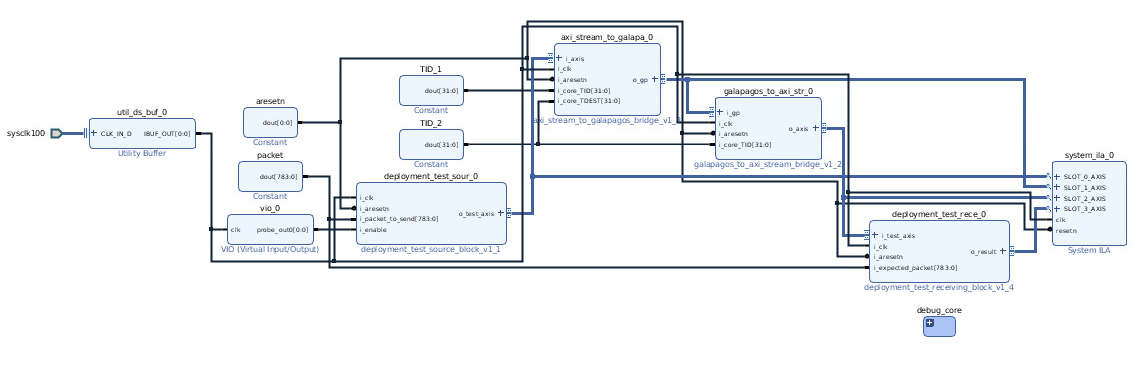 sysclk100
util_ds_buf_0
CLK_IN_D
IBUF_OUT[0:0]
Utility Buffer
aresetn
dout[0:0]
Constant
packet
dout[783:0]
Constant
vio_0
clk
probe_out0[0:0]
VIO (Virtual Input/Output)
TID_1
dout[31:0]
Constant
TID_2
dout[31:0]
Constant
deployment_test_sour_0
i_clk
i_aresetn
i_packet_to_send[783:0]
i_enable
o_test_axis
deployment_test_source_block_v1_1
axi_stream_to_galapa_0
i_axis
i_clk
i_aresetn
i_core_TID[31:0]
i_core_TDEST[31:0]
o_gp
galapagos_to_axi_str_0
i_gp
i_clk
i_aresetn
i_core_TID[31:0]
o_axis
galapagos_to_axi_stream_bridge_v1_2
deployment_test_rece_0
i_test_axis
i_clk
i_aresetn
i_expected_packet[783:0]
o_result
deployment_test_receiving_block_v1_4
system_ila_0
SLOT_0_AXIS
SLOT_1_AXIS
SLOT_2_AXIS
SLOT_3_AXIS
clk
resetn
System ILA
debug_core